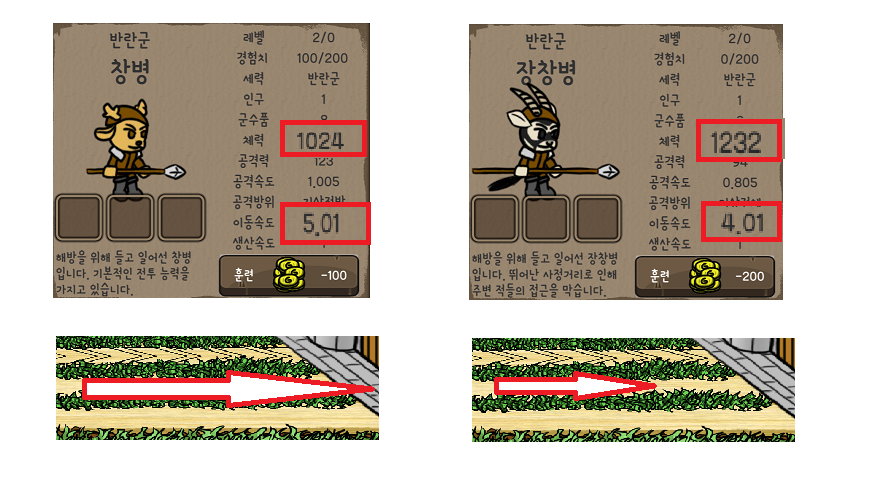 반란군
창병
레벨 2/0
경험치 100/200
세력 반란군
인구 1
군수품
체력 1024
공격력 123
공격속도 1.005
공격방위
이동속도 5.01
생산속도 1
해방을 위해 들고 일어선 창병
입니다. 기본적인 전투 능력을
가지고 있습니다.
훈련 -100
반란군
장창병
레벨 2/0
경험치 0/200
세력 반란군
인구 1
군수품
체력 1232
공격력 94
공격속도 0.805
공격방위
이동속도 4.01
생산속도 1
해방을 위해 들고 일어선 장창병
입니다. 뛰어난 사정거리로 인해
주변 적들의 접근을 막습니다.
훈련 -200